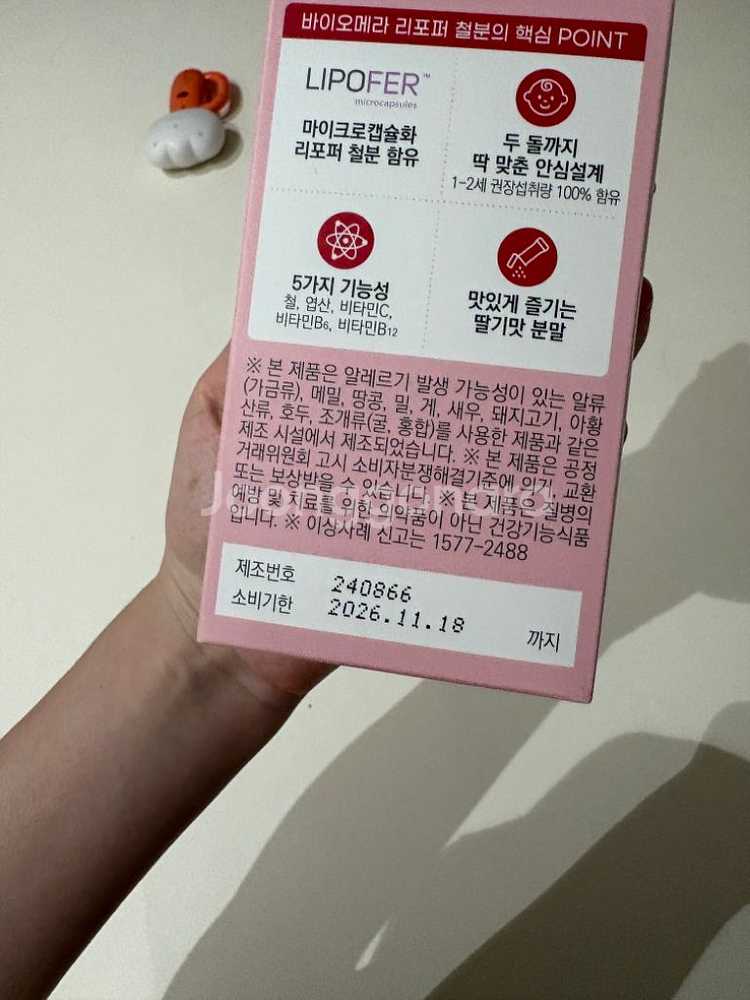 바이오메라 리포퍼 철분의 핵심 POINT
LIPOFER™
microcapsules
마이크로캡슐화
리포퍼 철분 함유
두 돌까지
딱 맞춘 안심설계
1-2세 권장섭취량 100% 함유
5가지 기능성
철, 엽산, 비타민C,
비타민B6, 비타민B12
맛있게 즐기는
딸기맛 분말
※ 본 제품은 알레르기 발생 가능성이 있는 알류
(가금류), 메밀, 땅콩, 밀, 게, 새우, 돼지고기, 아황
산류, 호두, 조개류(굴, 홍합)를 사용한 제품과 같은
제조 시설에서 제조되었습니다. ※ 본 제품은 공정
거래위원회 고시 소비자분쟁해결기준에 의거, 교환
또는 보상받을 수 있습니다. ※ 본 제품은 질병의
예방 및 치료를 위한 의약품이 아닌 건강기능식품
입니다. ※ 이상사례 신고는 1577-2488
Joonggonara
제조번호 240866
소비기한 2026.11.18 까지